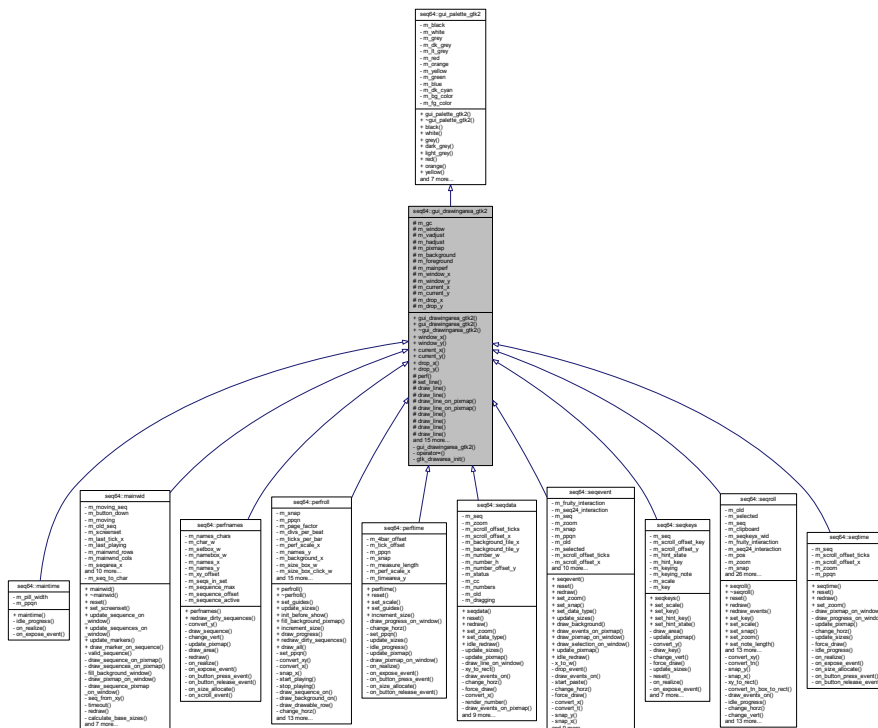 seq64::gui_palette_gtk2
- m_black
- m_white
- m_grey
- m_dk_grey
- m_lt_grey
- m_red
- m_orange
- m_yellow
- m_green
- m_blue
- m_dk_cyan
- m_bg_color
- m_fg_color
+ gui_palette_gtk2()
+ ~gui_palette_gtk2()
+ black()
+ white()
+ grey()
+ dark_grey()
+ light_grey()
+ red()
+ orange()
+ yellow()
and 7 more...
seq64::gui_drawingarea_gtk2
# m_gc
# m_window
# m_vadjust
# m_hadjust
# m_pixmap
# m_background
# m_foreground
# m_mainperf
# m_window_x
# m_window_y
# m_current_x
# m_current_y
# m_drop_x
# m_drop_y
+ gui_drawingarea_gtk2()
+ gui_drawingarea_gtk2()
+ ~gui_drawingarea_gtk2()
+ window_x()
+ window_y()
+ current_x()
+ current_y()
+ drop_x()
+ drop_y()
# perf()
# set_line()
# draw_line()
# draw_line()
# draw_line_on_pixmap()
# draw_line_on_pixmap()
# draw_line()
# draw_line()
# draw_line()
# draw_line()
and 15 more...
- gui_drawingarea_gtk2()
- operator=()
- gtk_drawarea_init()
seq64::maintime
- m_pill_width
- m_ppqn
+ maintime()
- idle_progress()
- on_realize()
- on_expose_event()
seq64::mainwid
- m_moving_seq
- m_button_down
- m_moving
- m_old_seq
- m_screenset
- m_last_tick_x
- m_last_playing
- m_mainwnd_rows
- m_mainwnd_cols
- m_seqarea_x
and 10 more...
- m_seq_to_char
+ mainwid()
+ ~mainwid()
+ reset()
+ set_screenset()
+ update_sequence_on
_window()
+ update_sequences_on
_window()
+ update_markers()
+ draw_marker_on_sequence()
- valid_sequence()
- draw_sequence_on_pixmap()
- draw_sequences_on_pixmap()
- fill_background_window()
- draw_pixmap_on_window()
- draw_sequence_pixmap
_on_window()
- seq_from_xy()
- timeout()
- redraw()
- calculate_base_sizes()
and 7 more...
seq64::perfnames
- m_names_chars
- m_char_w
- m_setbox_w
- m_namebox_w
- m_names_x
- m_names_y
- m_xy_offset
- m_seqs_in_set
- m_sequence_max
- m_sequence_offset
- m_sequence_active
+ perfnames()
+ redraw_dirty_sequences()
- convert_y()
- draw_sequence()
- change_vert()
- update_pixmap()
- draw_area()
- redraw()
- on_realize()
- on_expose_event()
- on_button_press_event()
- on_button_release_event()
- on_size_allocate()
- on_scroll_event()
seq64::perfroll
- m_snap
- m_ppqn
- m_page_factor
- m_divs_per_beat
- m_ticks_per_bar
- m_perf_scale_x
- m_names_y
- m_background_x
- m_size_box_w
- m_size_box_click_w
and 15 more...
+ perfroll()
+ ~perfroll()
+ set_guides()
+ update_sizes()
+ init_before_show()
+ fill_background_pixmap()
+ increment_size()
+ draw_progress()
+ redraw_dirty_sequences()
+ draw_all()
- set_ppqn()
- convert_xy()
- convert_x()
- snap_x()
- start_playing()
- stop_playing()
- draw_sequence_on()
- draw_background_on()
- draw_drawable_row()
- change_horz()
and 13 more...
seq64::perftime
- m_4bar_offset
- m_tick_offset
- m_ppqn
- m_snap
- m_measure_length
- m_perf_scale_x
- m_timearea_y
+ perftime()
+ reset()
+ set_scale()
+ set_guides()
+ increment_size()
- draw_progress_on_window()
- change_horz()
- set_ppqn()
- update_sizes()
- idle_progress()
- update_pixmap()
- draw_pixmap_on_window()
- on_realize()
- on_expose_event()
- on_button_press_event()
- on_size_allocate()
- on_button_release_event()
seq64::seqdata
- m_seq
- m_zoom
- m_scroll_offset_ticks
- m_scroll_offset_x
- m_background_tile_x
- m_background_tile_y
- m_number_w
- m_number_h
- m_number_offset_y
- m_status
- m_cc
- m_numbers
- m_old
- m_dragging
+ seqdata()
+ reset()
+ redraw()
+ set_zoom()
+ set_data_type()
+ idle_redraw()
- update_sizes()
- update_pixmap()
- draw_line_on_window()
- xy_to_rect()
- draw_events_on()
- change_horz()
- force_draw()
- convert_x()
- render_number()
- draw_events_on_pixmap()
and 9 more...
seq64::seqevent
- m_fruity_interaction
- m_seq24_interaction
- m_seq
- m_zoom
- m_snap
- m_ppqn
- m_old
- m_selected
- m_scroll_offset_ticks
- m_scroll_offset_x
and 10 more...
+ seqevent()
+ reset()
+ redraw()
+ set_zoom()
+ set_snap()
+ set_data_type()
+ update_sizes()
+ draw_background()
+ draw_events_on_pixmap()
+ draw_pixmap_on_window()
+ draw_selection_on_window()
+ update_pixmap()
+ idle_redraw()
- x_to_w()
- drop_event()
- draw_events_on()
- start_paste()
- change_horz()
- force_draw()
- convert_x()
- convert_t()
- snap_y()
- snap_x()
seq64::seqkeys
- m_seq
- m_scroll_offset_key
- m_scroll_offset_y
- m_hint_state
- m_hint_key
- m_keying
- m_keying_note
- m_scale
- m_key
+ seqkeys()
+ set_scale()
+ set_key()
+ set_hint_key()
+ set_hint_state()
- draw_area()
- update_pixmap()
- convert_y()
- draw_key()
- change_vert()
- force_draw()
- update_sizes()
- reset()
- on_realize()
- on_expose_event()
and 7 more...
seq64::seqroll
- m_old
- m_selected
- m_seq
- m_clipboard
- m_seqkeys_wid
- m_fruity_interaction
- m_seq24_interaction
- m_pos
- m_zoom
- m_snap
and 26 more...
+ seqroll()
+ ~seqroll()
+ reset()
+ redraw()
+ redraw_events()
+ set_key()
+ set_scale()
+ set_snap()
+ set_zoom()
+ set_note_length()
and 13 more...
- convert_xy()
- convert_tn()
- snap_y()
- snap_x()
- xy_to_rect()
- convert_tn_box_to_rect()
- draw_events_on()
- idle_progress()
- change_horz()
- change_vert()
and 13 more...
seq64::seqtime
- m_seq
- m_scroll_offset_ticks
- m_scroll_offset_x
- m_zoom
- m_ppqn
+ seqtime()
+ reset()
+ redraw()
+ set_zoom()
- draw_pixmap_on_window()
- draw_progress_on_window()
- update_pixmap()
- change_horz()
- update_sizes()
- force_draw()
- idle_progress()
- on_realize()
- on_expose_event()
- on_size_allocate()
- on_button_press_event()
- on_button_release_event()